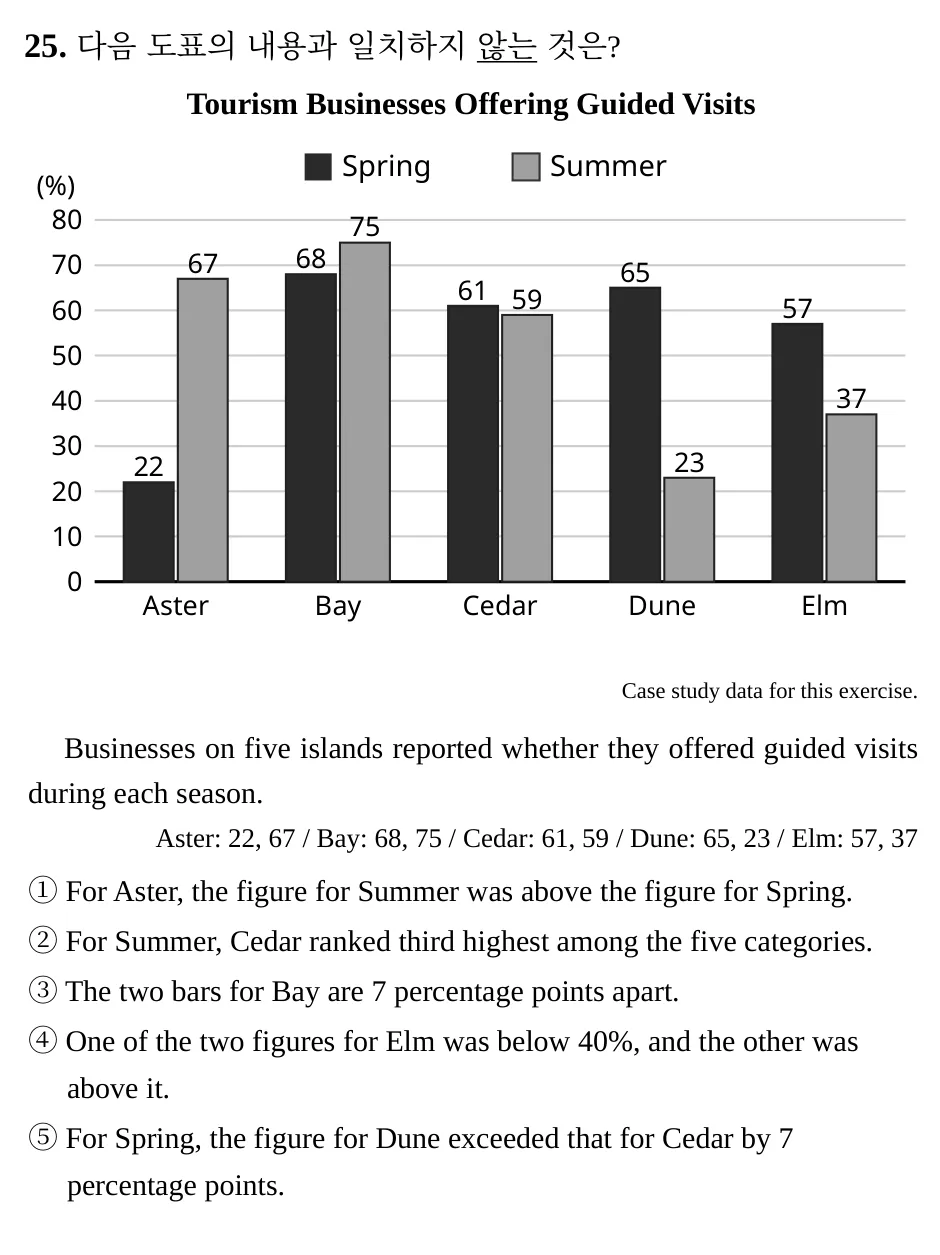 25. 다음 도표의 내용과 일치하지 않는 것은?
Tourism Businesses Offering Guided Visits
Spring Summer
(%)
80
70
60
50
40
30
20
10
0
22 67 68 75 61 59 65 23 57 37
Aster Bay Cedar Dune Elm
Case study data for this exercise.
Businesses on five islands reported whether they offered guided visits
during each season.
Aster: 22, 67 / Bay: 68, 75 / Cedar: 61, 59 / Dune: 65, 23 / Elm: 57, 37
① For Aster, the figure for Summer was above the figure for Spring.
② For Summer, Cedar ranked third highest among the five categories.
③ The two bars for Bay are 7 percentage points apart.
④ One of the two figures for Elm was below 40%, and the other was
above it.
⑤ For Spring, the figure for Dune exceeded that for Cedar by 7
percentage points.